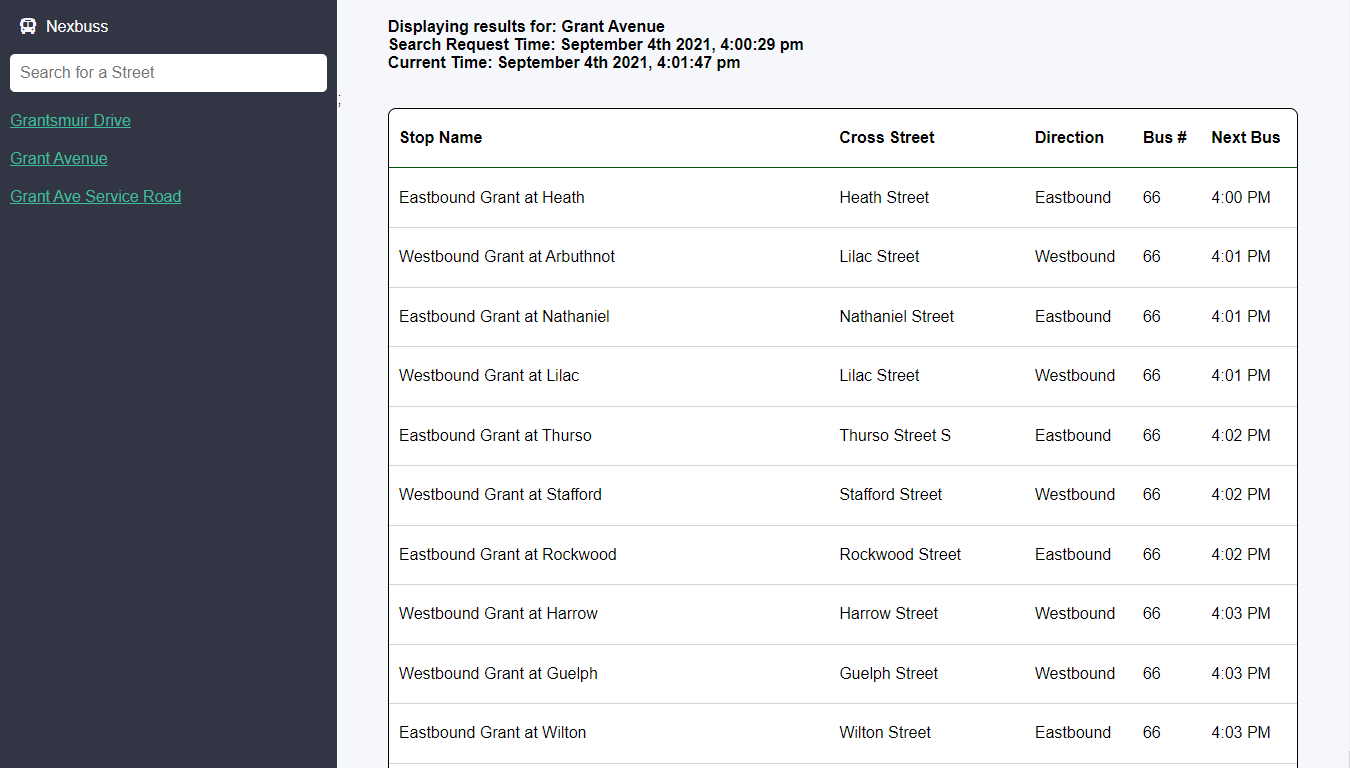 Nexbuss
Search for a Street
Grantsmuir Drive
Grant Avenue
Grant Ave Service Road
;
Displaying results for: Grant Avenue
Search Request Time: September 4th 2021, 4:00:29 pm
Current Time: September 4th 2021, 4:01:47 pm
Stop Name Cross Street Direction Bus # Next Bus
Eastbound Grant at Heath Heath Street Eastbound 66 4:00 PM
Westbound Grant at Arbuthnot Lilac Street Westbound 66 4:01 PM
Eastbound Grant at Nathaniel Nathaniel Street Eastbound 66 4:01 PM
Westbound Grant at Lilac Lilac Street Westbound 66 4:01 PM
Eastbound Grant at Thurso Thurso Street S Eastbound 66 4:02 PM
Westbound Grant at Stafford Stafford Street Westbound 66 4:02 PM
Eastbound Grant at Rockwood Rockwood Street Eastbound 66 4:02 PM
Westbound Grant at Harrow Harrow Street Westbound 66 4:03 PM
Westbound Grant at Guelph Guelph Street Westbound 66 4:03 PM
Eastbound Grant at Wilton Wilton Street Eastbound 66 4:03 PM